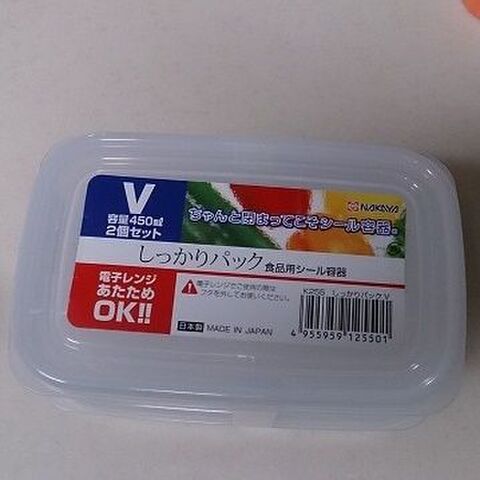 V
容量450㎖
2個セット
電子レンジ
あたため
OK!!
NAKAYA
ちゃんと閉まってこそシール容器。
しっかりパック 食品用シール容器
電子レンジでご使用の際は
フタを外してお使いください。
日本製 MADE IN JAPAN
K255 しっかりパックV
4 955959 125501